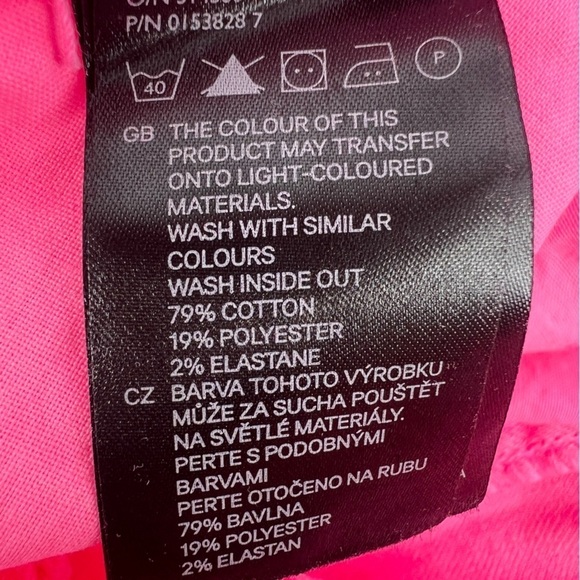 P/N 0153828 7
40
P
GB THE COLOUR OF THIS
PRODUCT MAY TRANSFER
ONTO LIGHT-COLOURED
MATERIALS.
WASH WITH SIMILAR
COLOURS
WASH INSIDE OUT
79% COTTON
19% POLYESTER
2% ELASTANE
CZ BARVA TOHOTO VÝROBKU
MŮŽE ZA SUCHA POUŠTĚT
NA SVĚTLÉ MATERIÁLY.
PERTE S PODOBNÝMI
BARVAMI
PERTE OTOČENO NA RUBU
79% BAVLNA
19% POLYESTER
2% ELASTAN